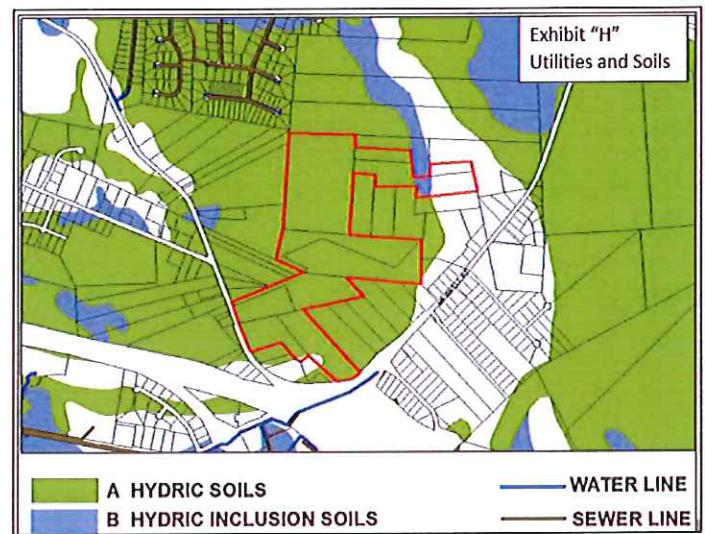 Exhibit "H"
Utilities and Soils
A HYDRIC SOILS
B HYDRIC INCLUSION SOILS
WATER LINE
SEWER LINE